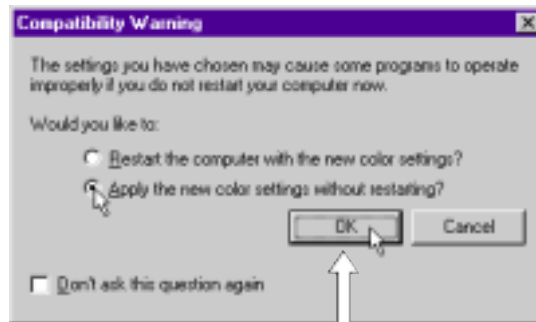 Compatibility Warning
The settings you have chosen may cause some programs to operate
improperly if you do not restart your computer now.
Would you like to:
Restart the computer with the new color settings?
Apply the new color settings without restarting?
OK
Cancel
Don't ask this question again